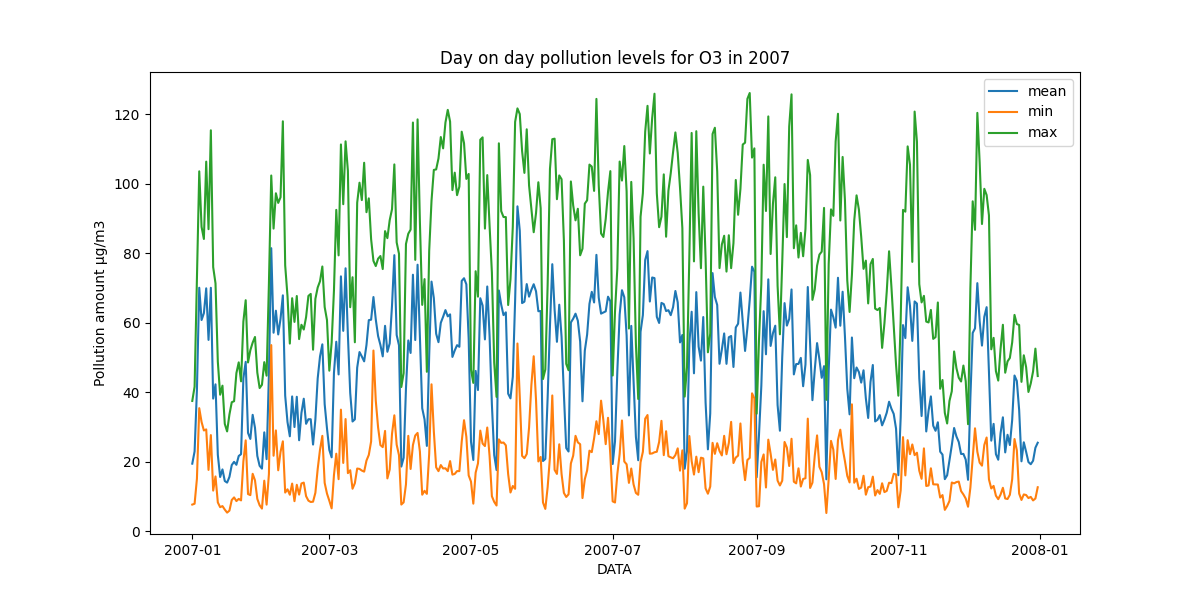 Day on day pollution levels for O3 in 2007
mean
min
max
Pollution amount µg/m3
120
100
80
60
40
20
0
2007-01
2007-03
2007-05
2007-07
2007-09
2007-11
2008-01
DATA